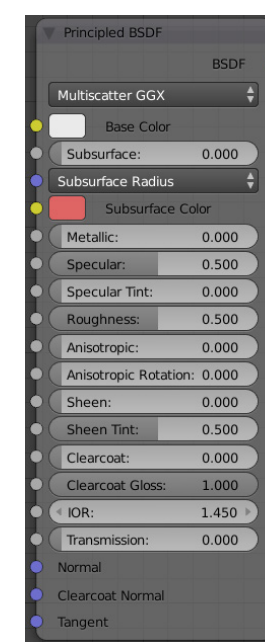 Principled BSDF
BSDF
Multiscatter GGX
Base Color
Subsurface: 0.000
Subsurface Radius
Subsurface Color
Metallic: 0.000
Specular: 0.500
Specular Tint: 0.000
Roughness: 0.500
Anisotropic: 0.000
Anisotropic Rotation: 0.000
Sheen: 0.000
Sheen Tint: 0.500
Clearcoat: 0.000
Clearcoat Gloss: 1.000
IOR: 1.450
Transmission: 0.000
Normal
Clearcoat Normal
Tangent